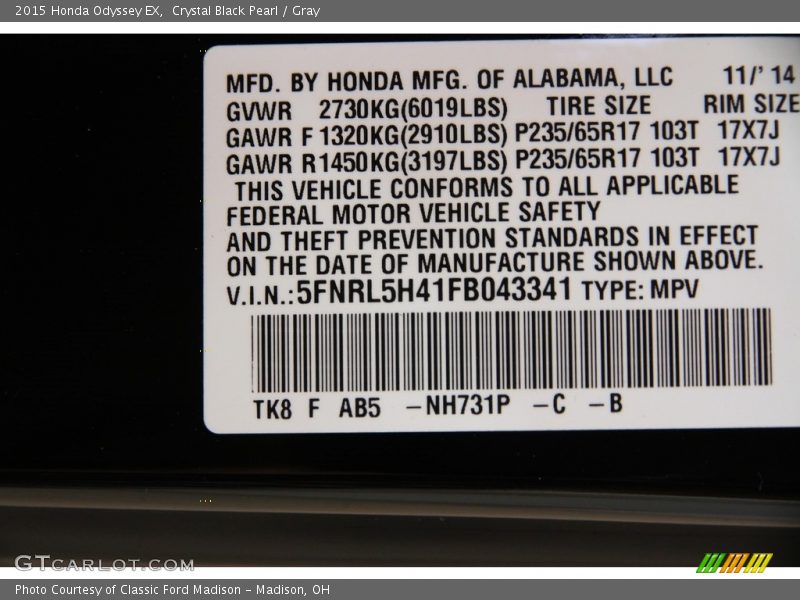 2015 Honda Odyssey EX,  Crystal Black Pearl / Gray
MFD. BY HONDA MFG. OF ALABAMA, LLC 11/' 14
GVWR 2730KG(6019LBS) TIRE SIZE RIM SIZE
GAWR F 1320KG(2910LBS) P235/65R17 103T 17X7J
GAWR R1450KG(3197LBS) P235/65R17 103T 17X7J
THIS VEHICLE CONFORMS TO ALL APPLICABLE
FEDERAL MOTOR VEHICLE SAFETY
AND THEFT PREVENTION STANDARDS IN EFFECT
ON THE DATE OF MANUFACTURE SHOWN ABOVE.
V.I.N.:5FNRL5H41FB043341 TYPE: MPV
TK8 F AB5 -NH731P -C -B
GTCARLOT.COM
Photo Courtesy of Classic Ford Madison - Madison, OH